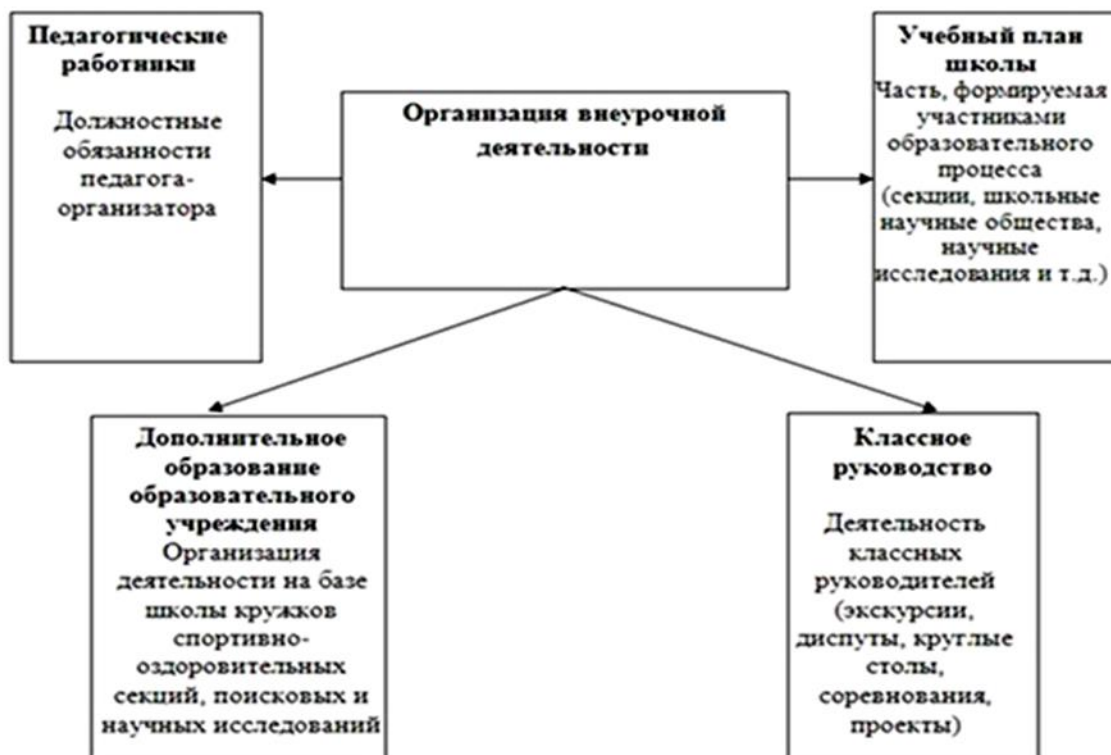 Педагогические
работники
Должностные
обязанности
педагога-
организатора
Организация внеурочной
деятельности
Учебный план
школы
Часть, формируемая
участниками
образовательного
процесса
(секции, школьные
научные общества,
научные
исследования и т.д.)
Дополнительное
образование
образовательного
учреждения
Организация
деятельности на базе
школы кружков
спортивно-
оздоровительных
секций, поисковых и
научных исследований
Классное
руководство
Деятельность
классных
руководителей
(экскурсии,
диспуты, круглые
столы,
соревнования,
проекты)